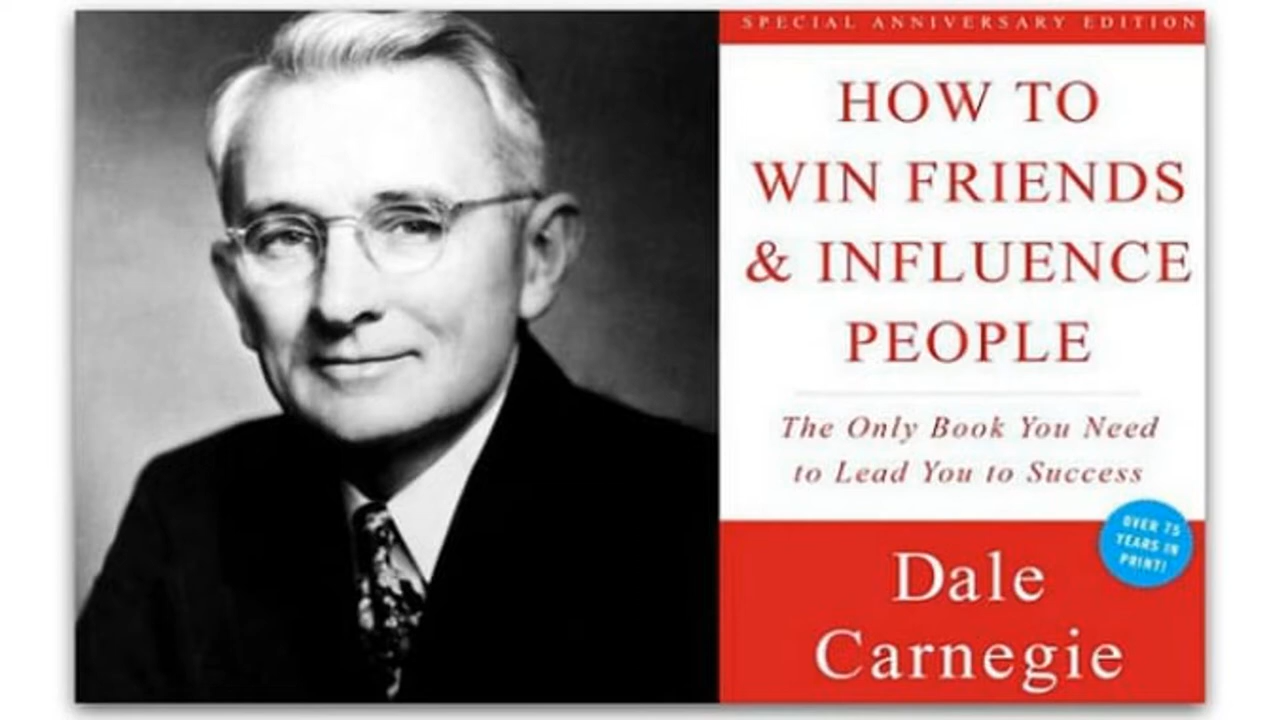 SPECIAL ANNIVERSARY EDITION
HOW TO
WIN FRIENDS
& INFLUENCE
PEOPLE
The Only Book You Need
to Lead You to Success
OVER 75
YEARS IN
PRINT!
Dale
Carnegie